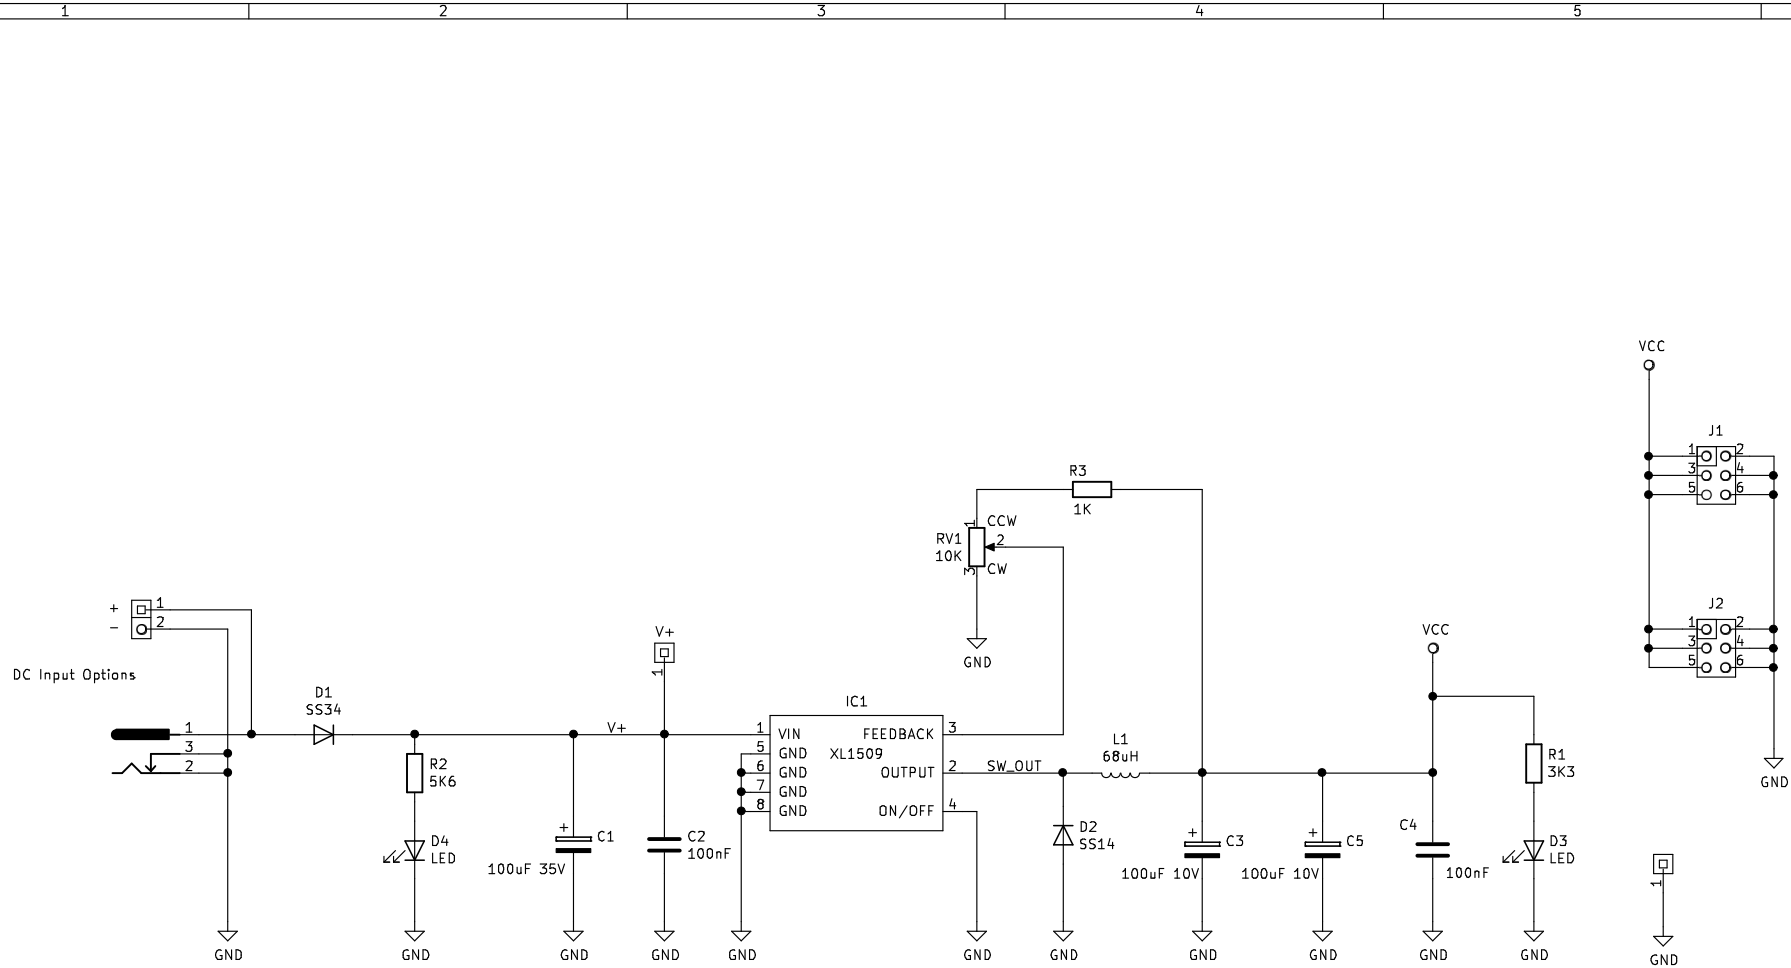 1 2 3 4 5
VCC
J1
1 2
3 4
5 6
R3
1K
1 CCW
RV1 2
10K
3 CW
GND
+ 1
- 2
DC Input Options
1
3
2
GND
D1
SS34
R2
5K6
D4
LED
GND
+
C1
100uF 35V
GND
V+
V+
1
C2
100nF
GND
IC1
XL1509
1 VIN
5 GND
6 GND
7 GND
8 GND
FEEDBACK 3
OUTPUT 2
ON/OFF 4
GND
GND
SW_OUT
D2
SS14
GND
L1
68uH
+
C3
100uF 10V
GND
+
C5
100uF 10V
GND
VCC
C4
100nF
GND
R1
3K3
D3
LED
GND
J2
1 2
3 4
5 6
GND
1
GND